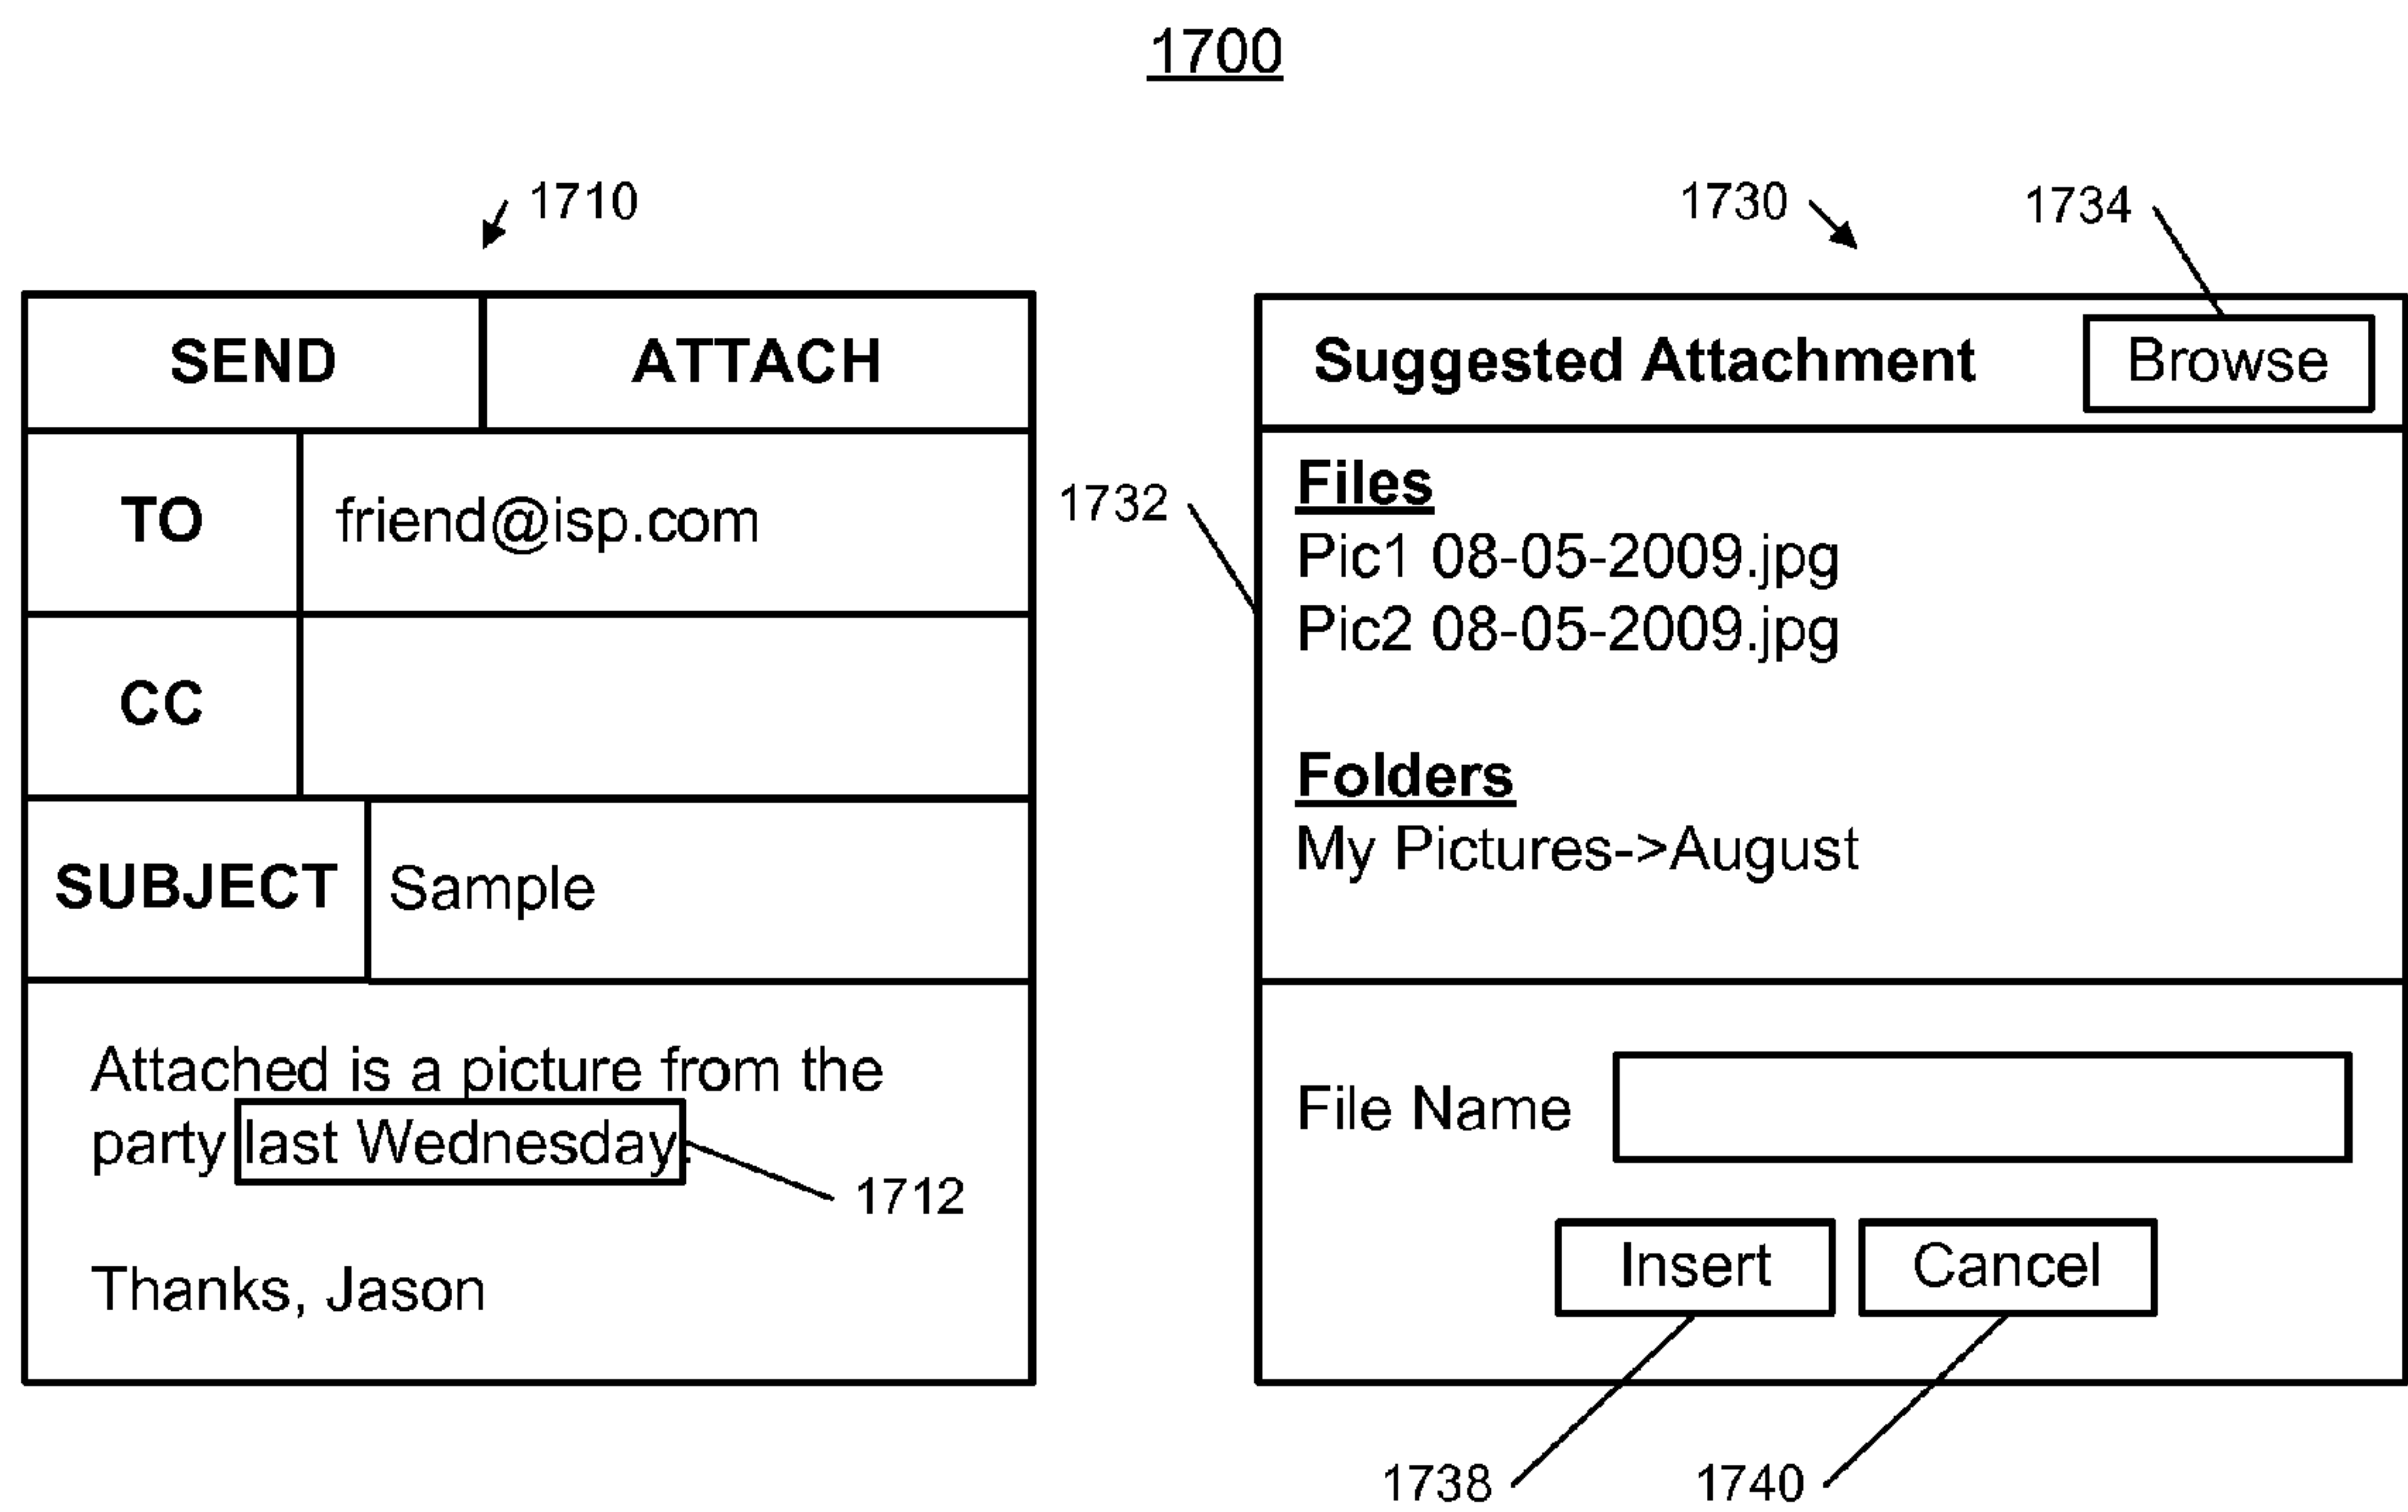 1700
1710
SEND ATTACH
TO friend@isp.com
CC
SUBJECT Sample
Attached is a picture from the
party last Wednesday.
1712
Thanks, Jason
1730
1734
Suggested Attachment Browse
1732
Files
Pic1 08-05-2009.jpg
Pic2 08-05-2009.jpg
Folders
My Pictures->August
File Name
Insert Cancel
1738 1740